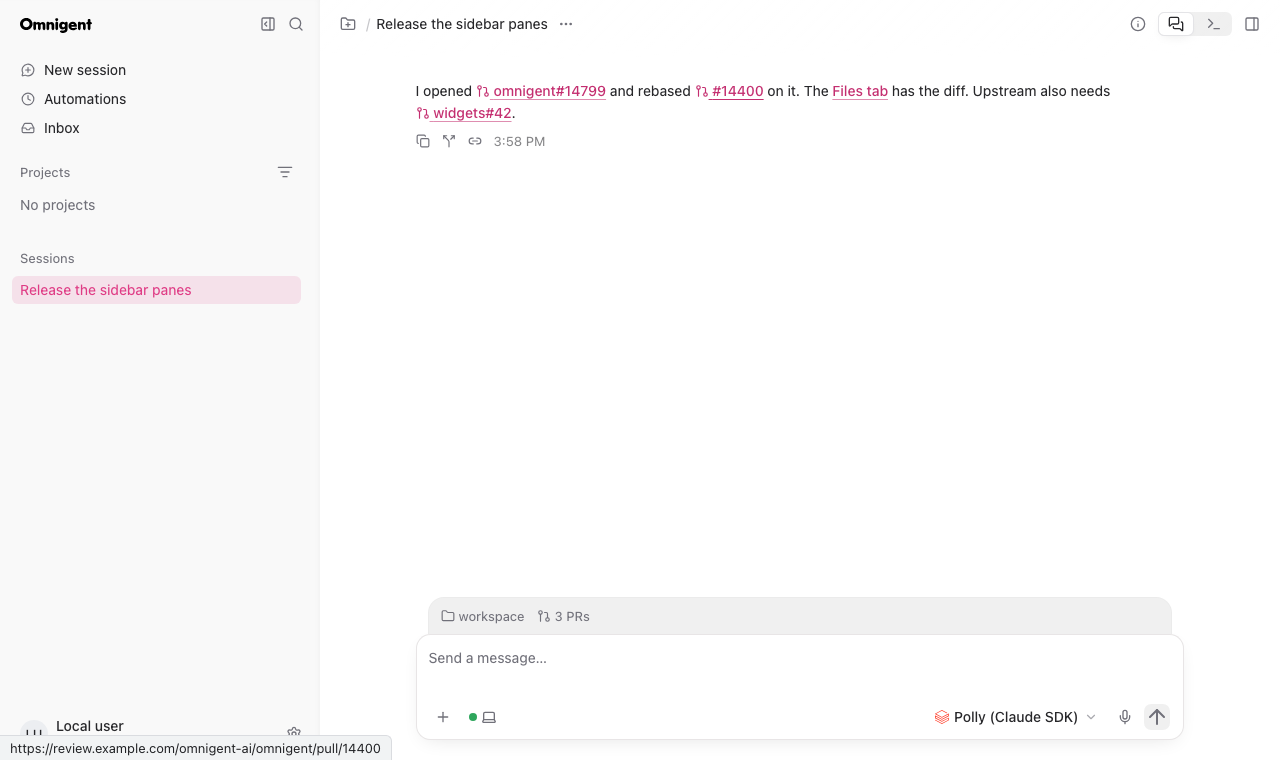 Omnigent
Release the sidebar panes
New session
Automations
Inbox
Projects
No projects
Sessions
Release the sidebar panes
Local user
https://review.example.com/omnigent-ai/omnigent/pull/14400
I opened omnigent#14799 and rebased #14400 on it. The Files tab has the diff. Upstream also needs
widgets#42.
3:58 PM
workspace 3 PRs
Send a message...
Polly (Claude SDK)